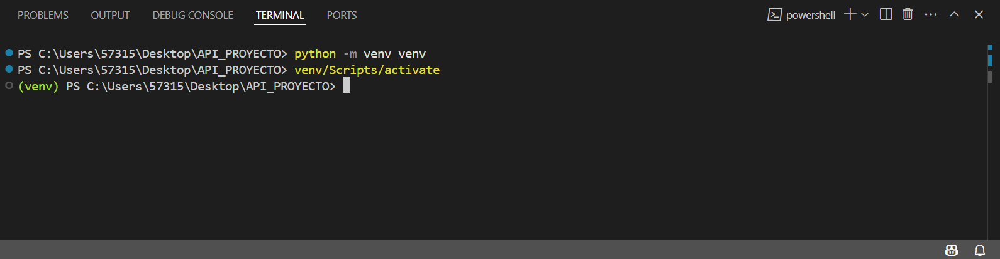 PROBLEMS OUTPUT DEBUG CONSOLE TERMINAL PORTS powershell
PS C:\Users\57315\Desktop\API_PROYECTO> python -m venv venv
PS C:\Users\57315\Desktop\API_PROYECTO> venv/Scripts/activate
(venv) PS C:\Users\57315\Desktop\API_PROYECTO>